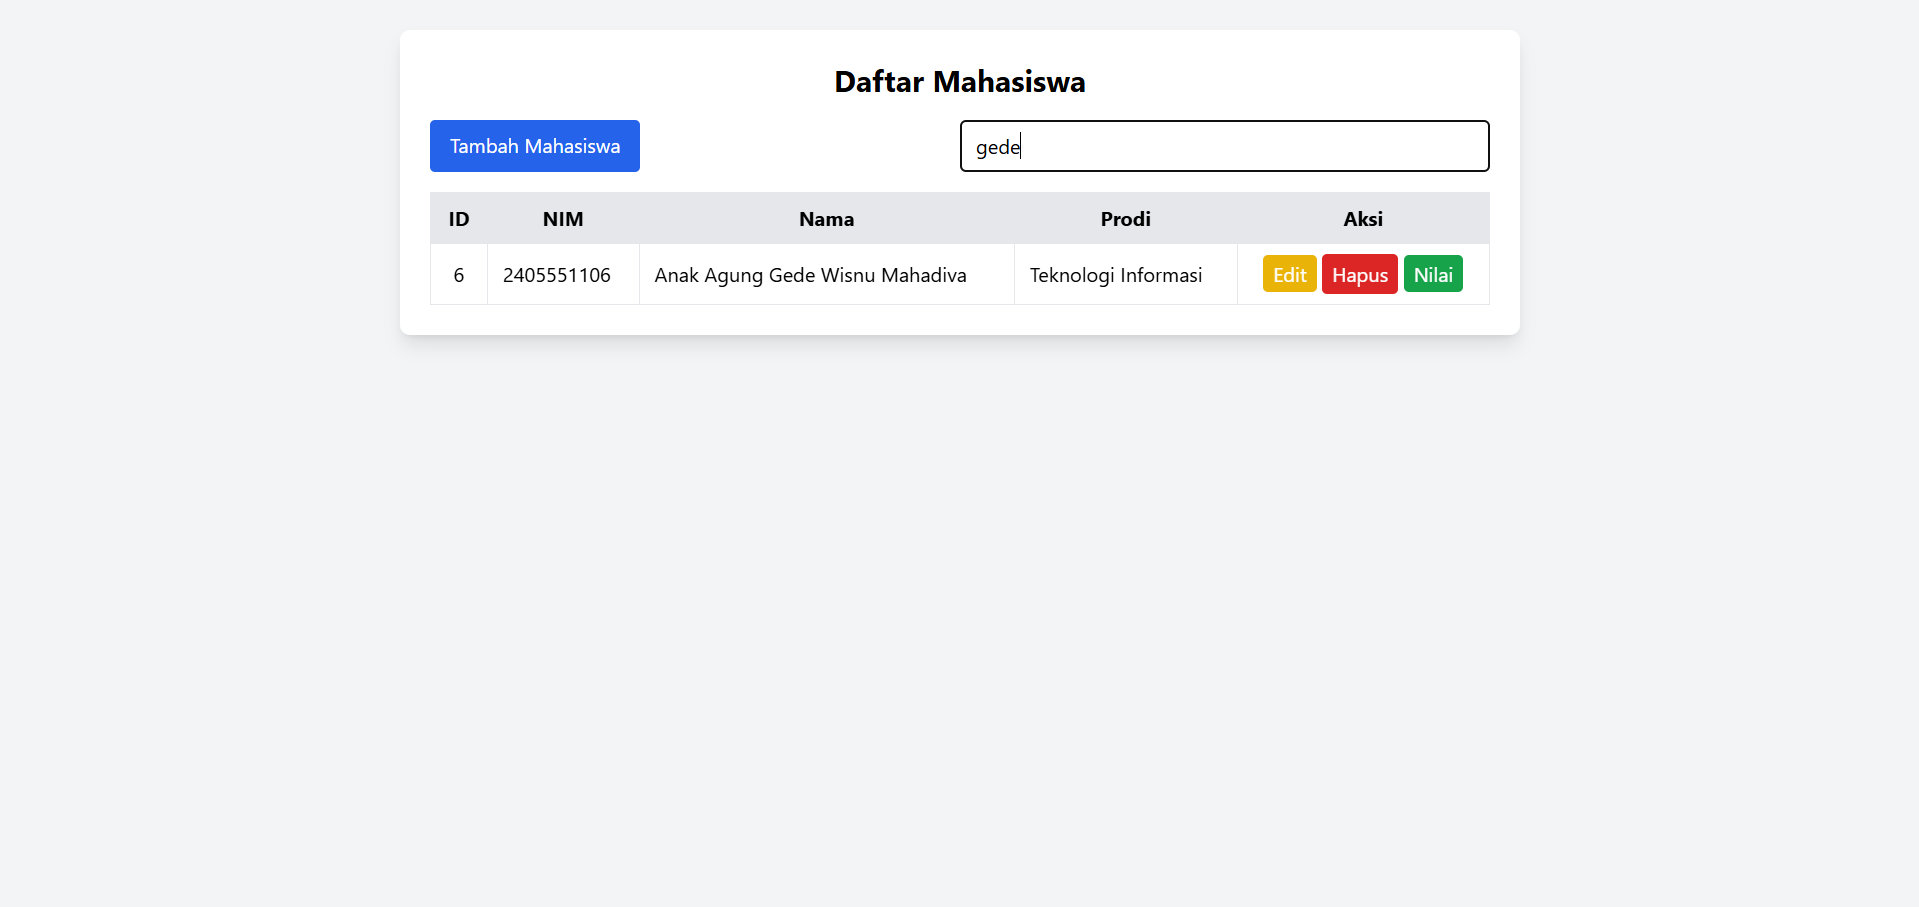 Daftar Mahasiswa
Tambah Mahasiswa
gede
ID NIM Nama Prodi Aksi
6 2405551106 Anak Agung Gede Wisnu Mahadiva Teknologi Informasi Edit Hapus Nilai